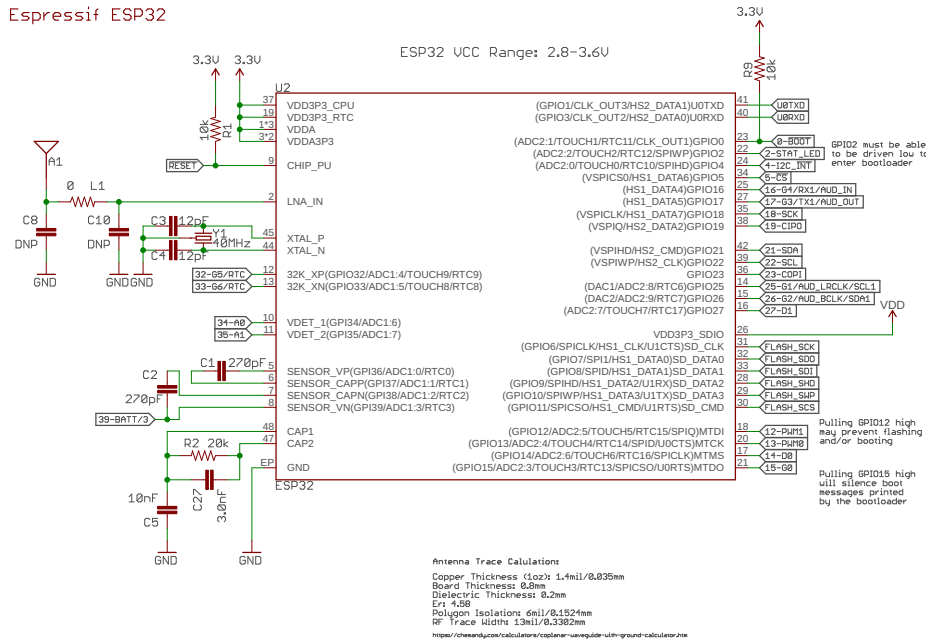 Espressif ESP32
ESP32 VCC Range: 2.8-3.6V
3.3V
R9
10k
3.3V
3.3V
10k
R1
RESET
A1
0 L1
C8
DNP
GND
C10
DNP
GND
GND
C3 12pF
Y1
40MHz
C4 12pF
32-G5/RTC
33-G6/RTC
34-A0
35-A1
C1 270pF
C2
270pF
39-BATT/3
R2 20k
C27
3.0nF
10nF
C5
GND
GND
U2
37 VDD3P3_CPU
19 VDD3P3_RTC
1*3 VDDA
3*2 VDDA3P3
9 CHIP_PU
2 LNA_IN
45 XTAL_P
44 XTAL_N
12 32K_XP(GPIO32/ADC1:4/TOUCH9/RTC9)
13 32K_XN(GPIO33/ADC1:5/TOUCH8/RTC8)
10 VDET_1(GPI34/ADC1:6)
11 VDET_2(GPI35/ADC1:7)
5 SENSOR_VP(GPI36/ADC1:0/RTC0)
6 SENSOR_CAPP(GPI37/ADC1:1/RTC1)
7 SENSOR_CAPN(GPI38/ADC1:2/RTC2)
8 SENSOR_VN(GPI39/ADC1:3/RTC3)
48 CAP1
47 CAP2
EP GND
ESP32
(GPIO1/CLK_OUT3/HS2_DATA1)U0TXD 41 U0TXD
(GPIO3/CLK_OUT2/HS2_DATA0)U0RXD 40 U0RXD
(ADC2:1/TOUCH1/RTC11/CLK_OUT1)GPIO0 23 0-BOOT
(ADC2:2/TOUCH2/RTC12/SPIWP)GPIO2 22 2-STAT_LED
(ADC2:0/TOUCH0/RTC10/SPIHD)GPIO4 24 4-I2C_INT
(VSPICS0/HS1_DATA6)GPIO5 34 5-CS
(HS1_DATA4)GPIO16 25 16-G4/RX1/AUD_IN
(HS1_DATA5)GPIO17 27 17-G3/TX1/AUD_OUT
(VSPICLK/HS1_DATA7)GPIO18 35 18-SCK
(VSPIQ/HS2_DATA2)GPIO19 38 19-CIPO
(VSPIHD/HS2_CMD)GPIO21 42 21-SDA
(VSPIWP/HS2_CLK)GPIO22 39 22-SCL
GPIO23 36 23-COPI
(DAC1/ADC2:8/RTC6)GPIO25 14 25-G1/AUD_LRCLK/SCL1
(DAC2/ADC2:9/RTC7)GPIO26 15 26-G2/AUD_BCLK/SDA1
(ADC2:7/TOUCH7/RTC17)GPIO27 16 27-D1
VDD
VDD3P3_SDIO 26
(GPIO6/SPICLK/HS1_CLK/U1CTS)SD_CLK 31 FLASH_SCK
(GPIO7/SPI1/HS1_DATA0)SD_DATA0 32 FLASH_SDO
(GPIO8/SPID/HS1_DATA1)SD_DATA1 33 FLASH_SDI
(GPIO9/SPIHD/HS1_DATA2/U1RX)SD_DATA2 28 FLASH_SHD
(GPIO10/SPIWP/HS1_DATA3/U1TX)SD_DATA3 29 FLASH_SWP
(GPIO11/SPICSO/HS1_CMD/U1RTS)SD_CMD 30 FLASH_SCS
(GPIO12/ADC2:5/TOUCH5/RTC15/SPIQ)MTDI 18 12-PWM1
(GPIO13/ADC2:4/TOUCH4/RTC14/SPID/U0CTS)MTCK 20 13-PWM0
(GPIO14/ADC2:6/TOUCH6/RTC16/SPICLK)MTMS 17 14-D0
(GPIO15/ADC2:3/TOUCH3/RTC13/SPICSO/U0RTS)MTDO 21 15-G0
GPIO2 must be able
to be driven low to
enter bootloader
Pulling GPIO12 high
may prevent flashing
and/or booting
Pulling GPIO15 high
will silence boot
messages printed
by the bootloader
Antenna Trace Calulation:
Copper Thickness (1oz): 1.4mil/0.035mm
Board Thickness: 0.8mm
Dielectric Thickness: 0.2mm
Er: 4.58
Polygon Isolation: 6mil/0.1524mm
RF Trace Width: 13mil/0.3302mm
https://chemandy.com/calculators/coplanar-waveguide-with-ground-calculator.htm